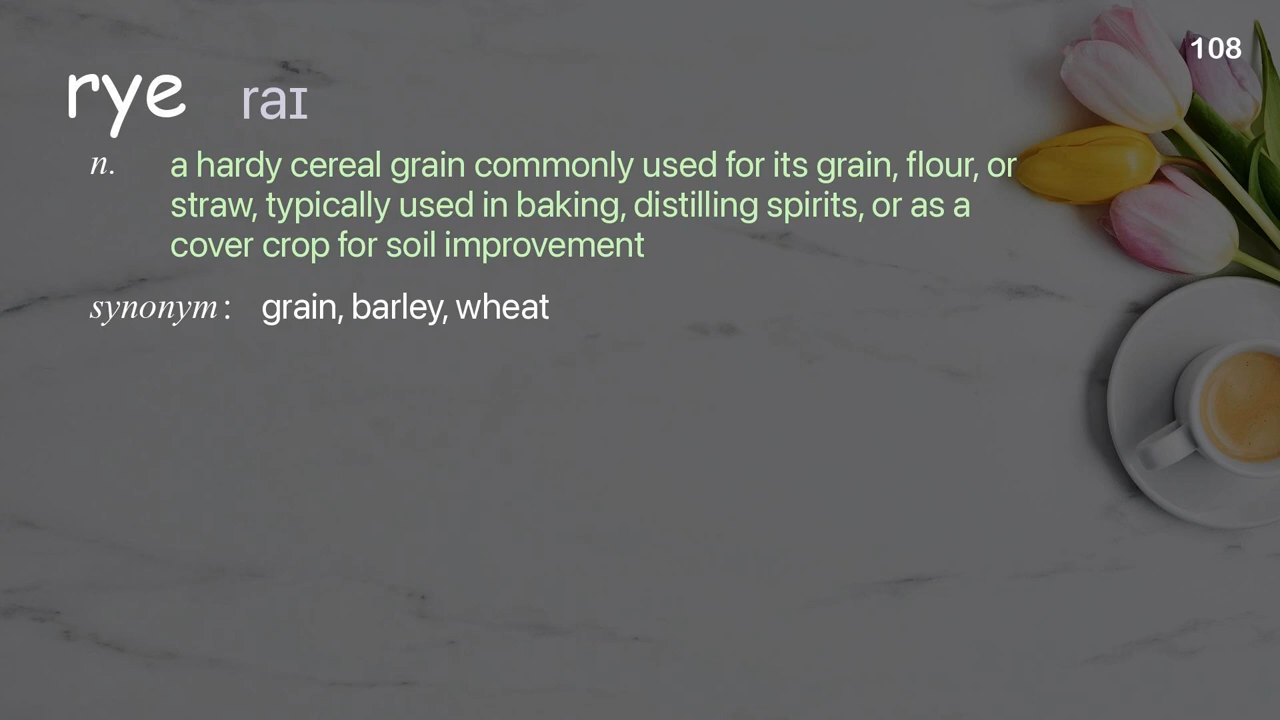 108
rye raɪ
n. a hardy cereal grain commonly used for its grain, flour, or
straw, typically used in baking, distilling spirits, or as a
cover crop for soil improvement
synonym: grain, barley, wheat